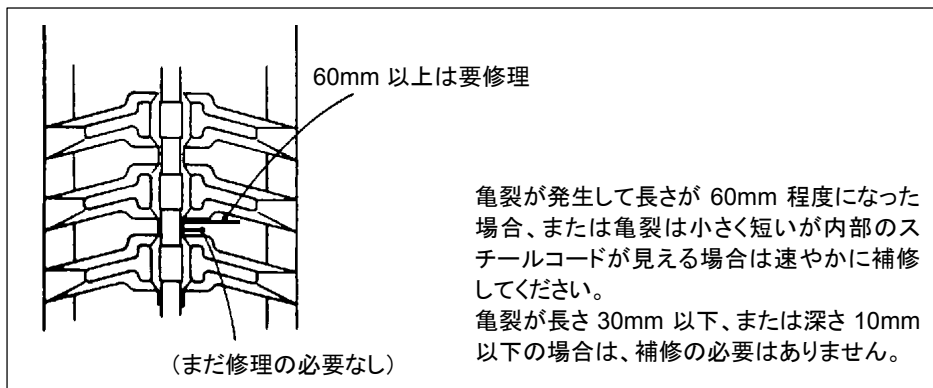 60mm 以上は要修理
亀裂が発生して長さが 60mm 程度になった
場合、または亀裂は小さく短いが内部のス
チールコードが見える場合は速やかに補修
してください。
亀裂が長さ 30mm 以下、または深さ 10mm
以下の場合は、補修の必要はありません。
(まだ修理の必要なし)